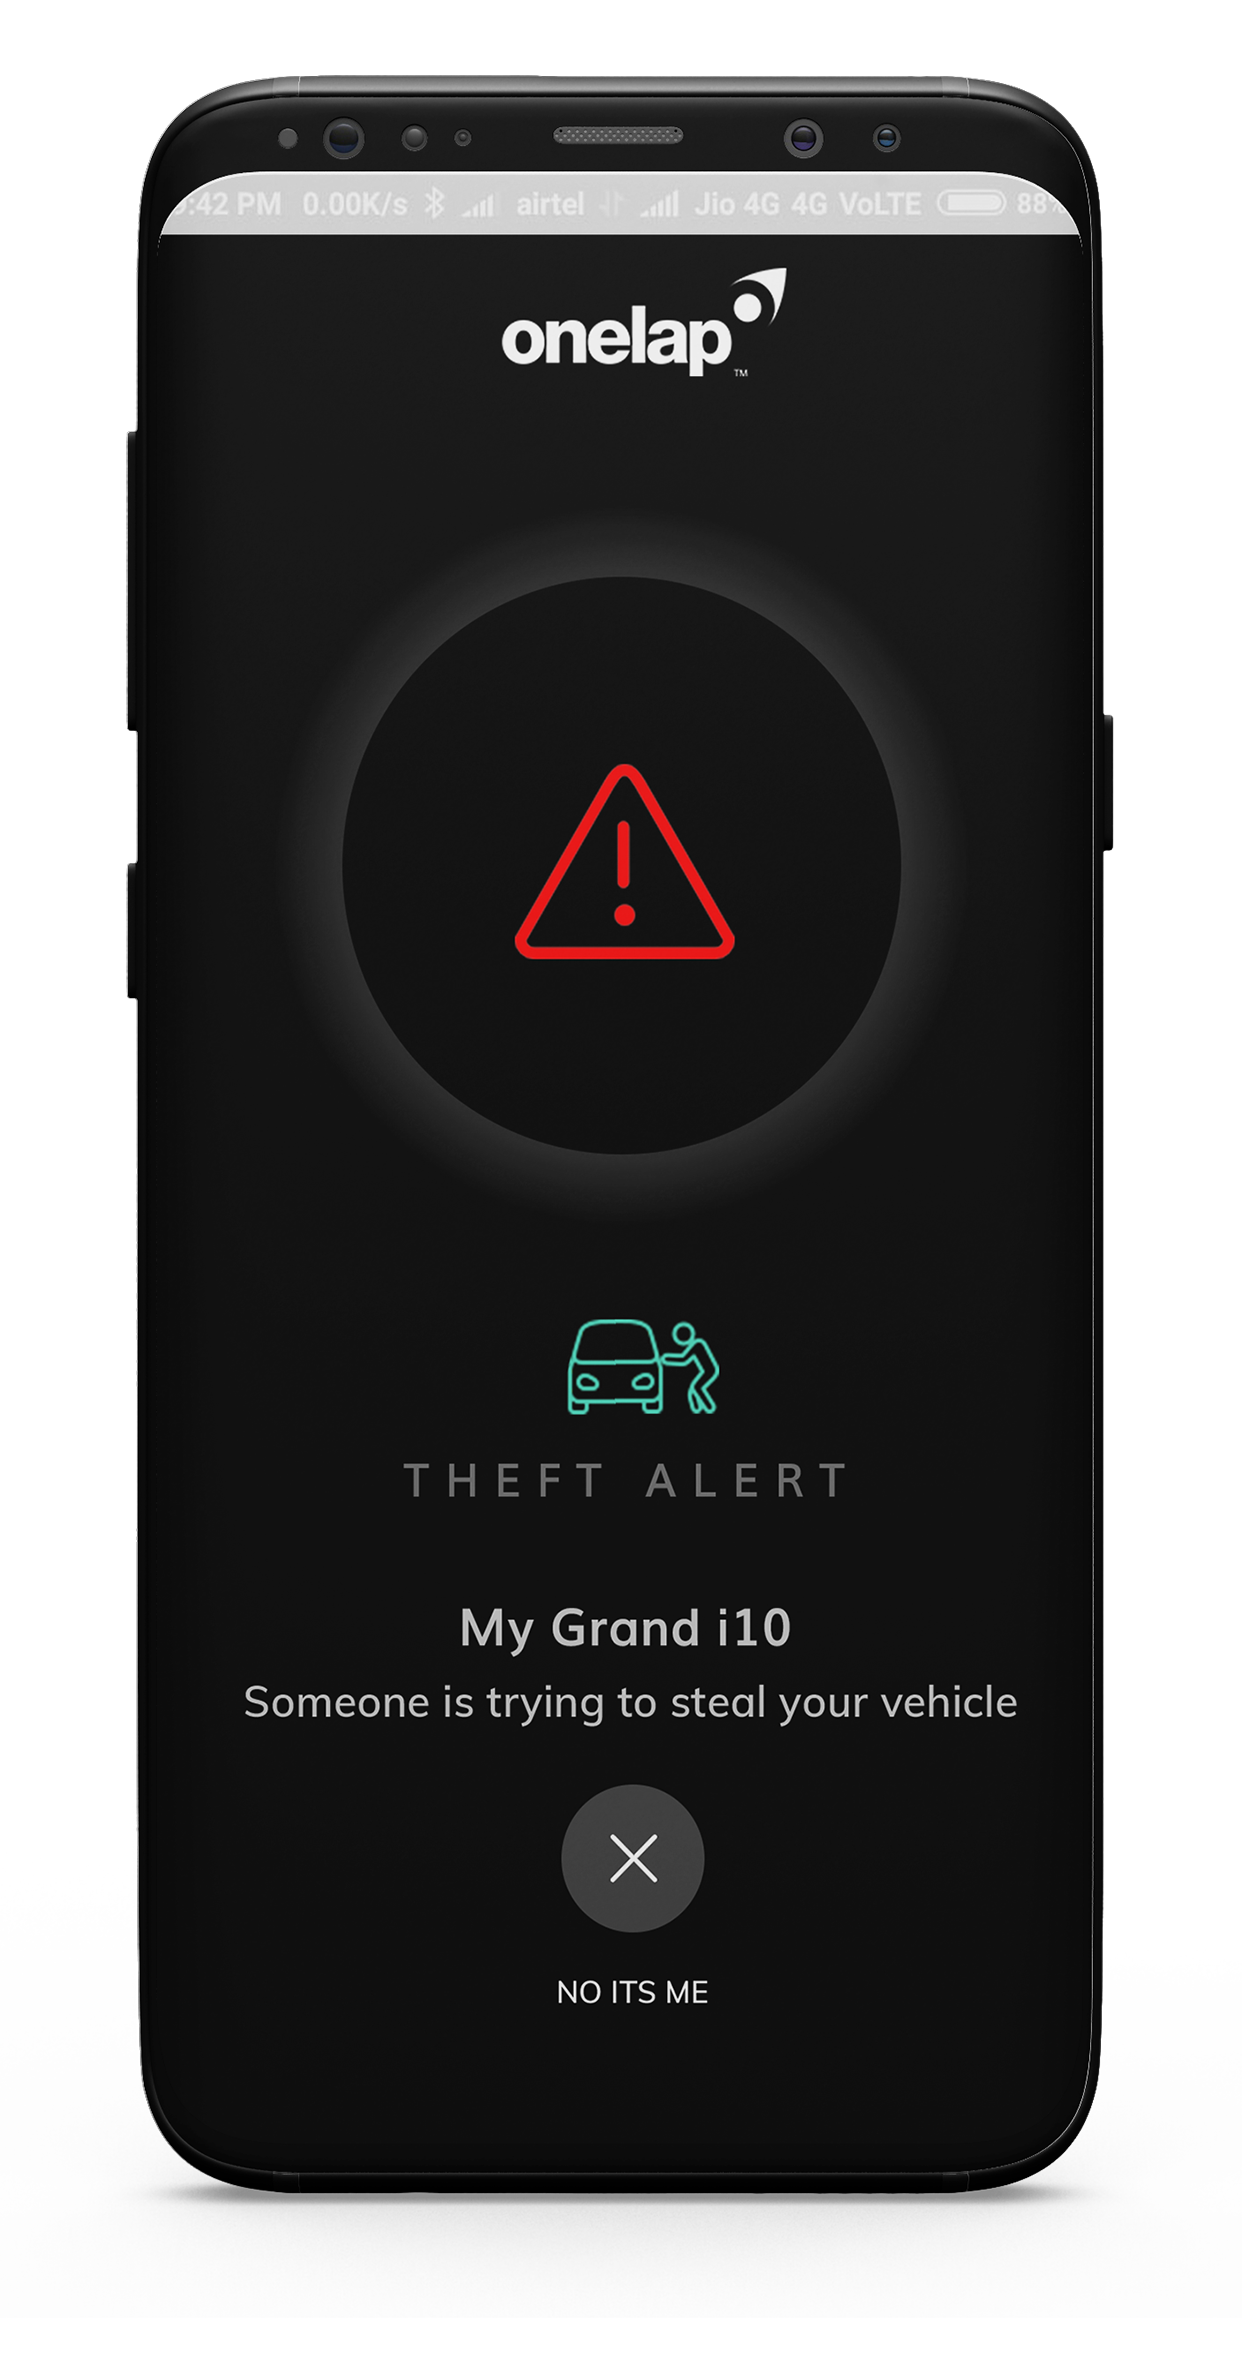 :42 PM 0.00K/s airtel Jio 4G 4G VoLTE 88%
onelap™
THEFT ALERT
My Grand i10
Someone is trying to steal your vehicle
NO ITS ME